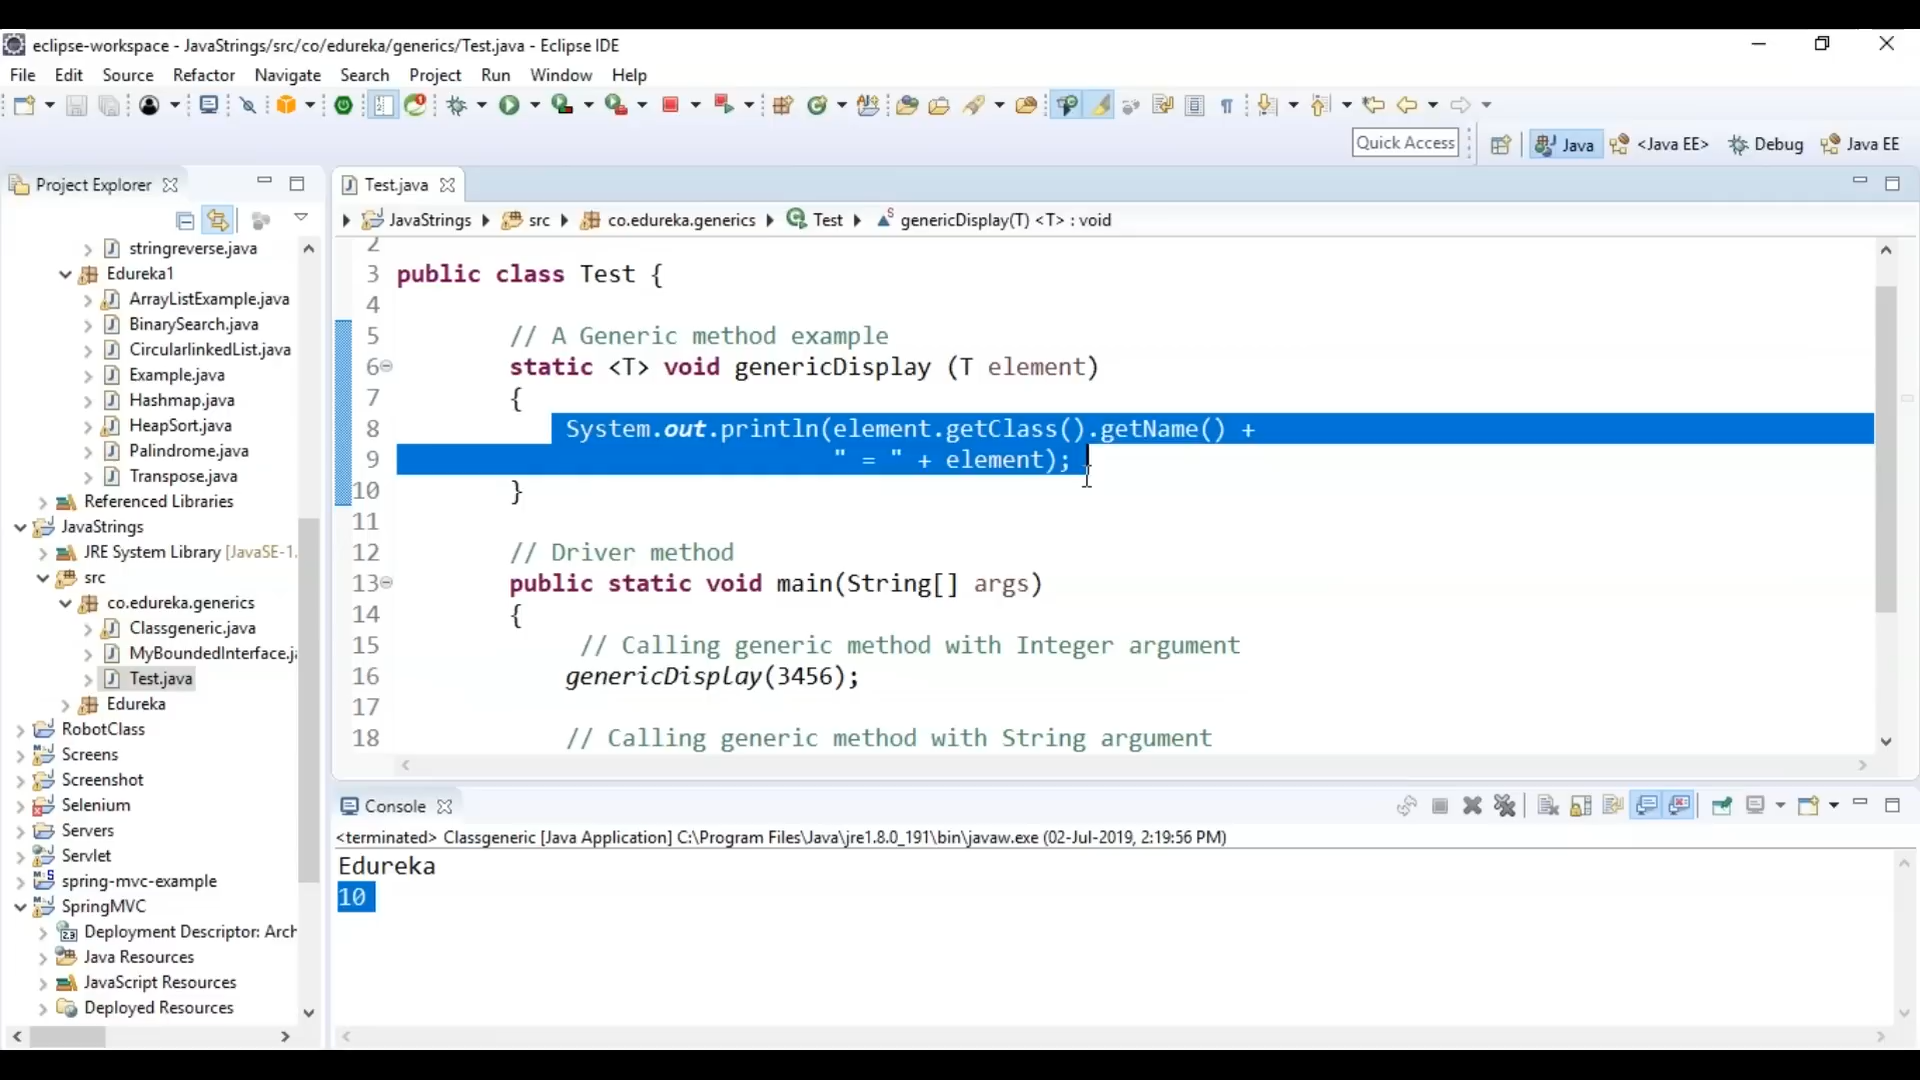 eclipse-workspace - JavaStrings/src/co/edureka/generics/Test.java - Eclipse IDE
File Edit Source Refactor Navigate Search Project Run Window Help
Quick Access
Java <Java EE> Debug Java EE
Project Explorer
stringreverse.java
Edureka1
ArrayListExample.java
BinarySearch.java
CircularlinkedList.java
Example.java
Hashmap.java
HeapSort.java
Palindrome.java
Transpose.java
Referenced Libraries
JavaStrings
JRE System Library [JavaSE-1.
src
co.edureka.generics
Classgeneric.java
MyBoundedInterface.ja
Test.java
Edureka
RobotClass
Screens
Screenshot
Selenium
Servers
Servlet
spring-mvc-example
SpringMVC
Deployment Descriptor: Arch
Java Resources
JavaScript Resources
Deployed Resources
Test.java
JavaStrings src co.edureka.generics Test genericDisplay(T) <T> : void
2
3 public class Test {
4
5 // A Generic method example
6 static <T> void genericDisplay (T element)
7 {
8 System.out.println(element.getClass().getName() +
9 " = " + element);
10 }
11
12 // Driver method
13 public static void main(String[] args)
14 {
15 // Calling generic method with Integer argument
16 genericDisplay(3456);
17
18 // Calling generic method with String argument
Console
<terminated> Classgeneric [Java Application] C:\Program Files\Java\jre1.8.0_191\bin\javaw.exe (02-Jul-2019, 2:19:56 PM)
Edureka
10